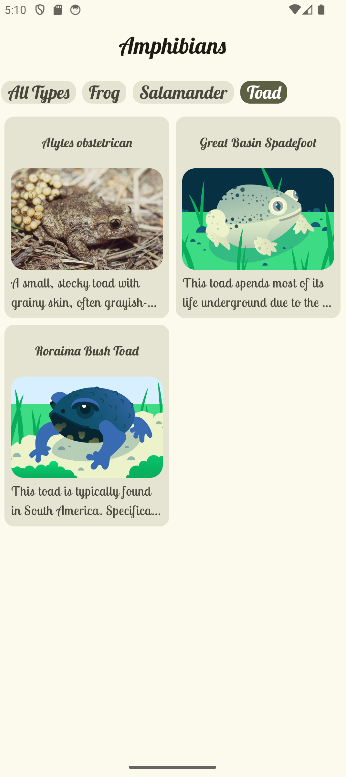 5:10
Amphibians
All Types
Frog
Salamander
Toad
Alytes obstetrican
Great Basin Spadefoot
A small, stocky toad with
grainy skin, often grayish-...
This toad spends most of its
life underground due to the ...
Roraima Bush Toad
This toad is typically found
in South America. Specifica...